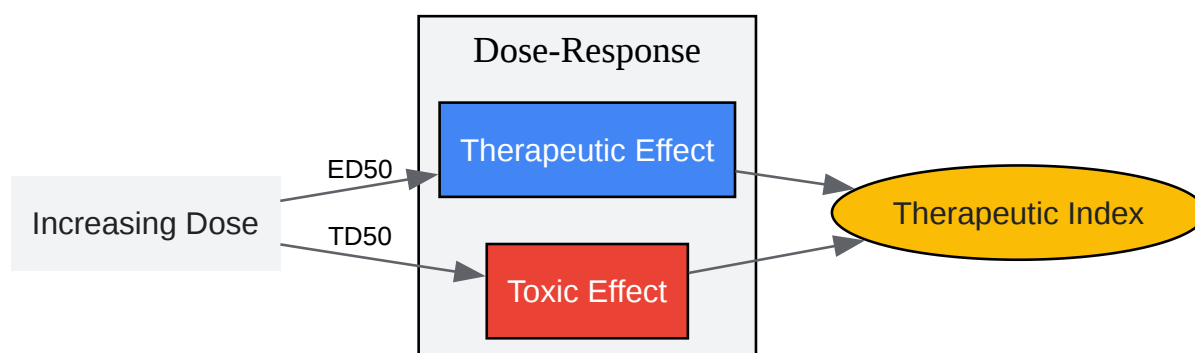 Dose-Response
ED50
Therapeutic Effect
Increasing Dose
Therapeutic Index
TD50
Toxic Effect